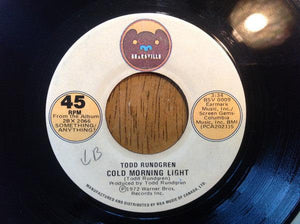 BEARSVILLE
45
RPM
From the Album
2BX 2066
SOMETHING/
ANYTHING?
3:34
BSV 0009
Earmark
Music, Inc./
Screen Gems-
Columbia
Music, Inc. BMI
(PCA2021)S
LB
TODD RUNDGREN
COLD MORNING LIGHT
(Todd Rundgren)
Produced by Todd Rundgren
℗1972 Warner Bros.
Records Inc.
MANUFACTURED AND DISTRIBUTED BY WEA MUSIC OF CANADA, LTD.